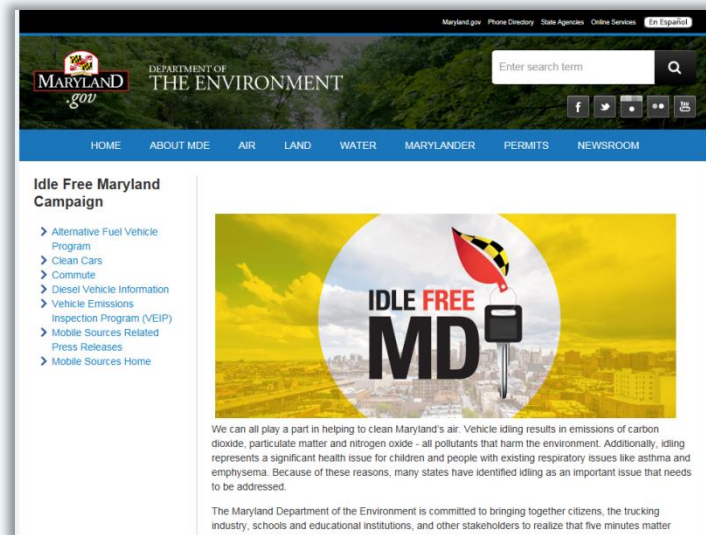 Maryland.gov Phone Directory State Agencies Online Services En Español
MARYLAND
.gov
DEPARTMENT OF
THE ENVIRONMENT
Enter search term
HOME ABOUT MDE AIR LAND WATER MARYLANDER PERMITS NEWSROOM
Idle Free Maryland
Campaign
Alternative Fuel Vehicle
Program
Clean Cars
Commute
Diesel Vehicle Information
Vehicle Emissions
Inspection Program (VEIP)
Mobile Sources Related
Press Releases
Mobile Sources Home
IDLE FREE
MD
We can all play a part in helping to clean Maryland's air. Vehicle idling results in emissions of carbon
dioxide, particulate matter and nitrogen oxide - all pollutants that harm the environment. Additionally, idling
represents a significant health issue for children and people with existing respiratory issues like asthma and
emphysema. Because of these reasons, many states have identified idling as an important issue that needs
to be addressed.
The Maryland Department of the Environment is committed to bringing together citizens, the trucking
industry, schools and educational institutions, and other stakeholders to realize that five minutes matter